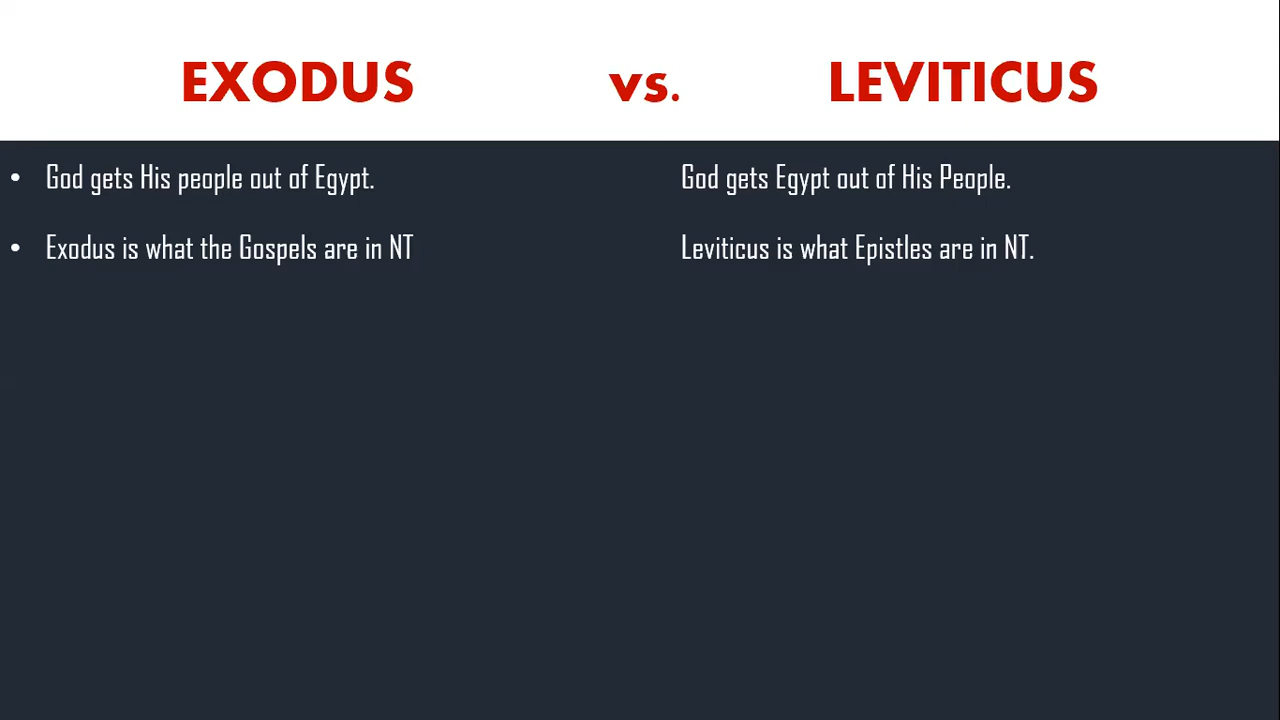 EXODUS vs. LEVITICUS
• God gets His people out of Egypt. God gets Egypt out of His People.
• Exodus is what the Gospels are in NT Leviticus is what Epistles are in NT.